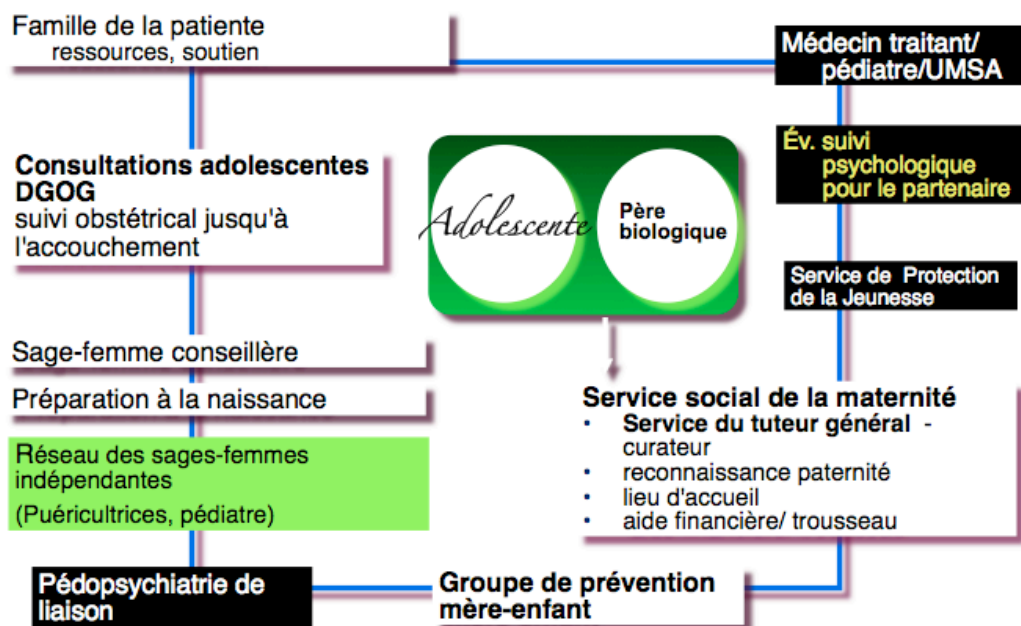 Famille de la patiente
ressources, soutien
Médecin traitant/
pédiatre/UMSA
Év. suivi
psychologique
pour le partenaire
Consultations adolescentes
DGOG
suivi obstétrical jusqu'à
l'accouchement
Adolescente
Père
biologique
Service de Protection
de la Jeunesse
Sage-femme conseillère
Préparation à la naissance
Réseau des sages-femmes
indépendantes
(Puéricultrices, pédiatre)
Service social de la maternité
• Service du tuteur général -
curateur
• reconnaissance paternité
• lieu d'accueil
• aide financière/ trousseau
Pédopsychiatrie de
liaison
Groupe de prévention
mère-enfant